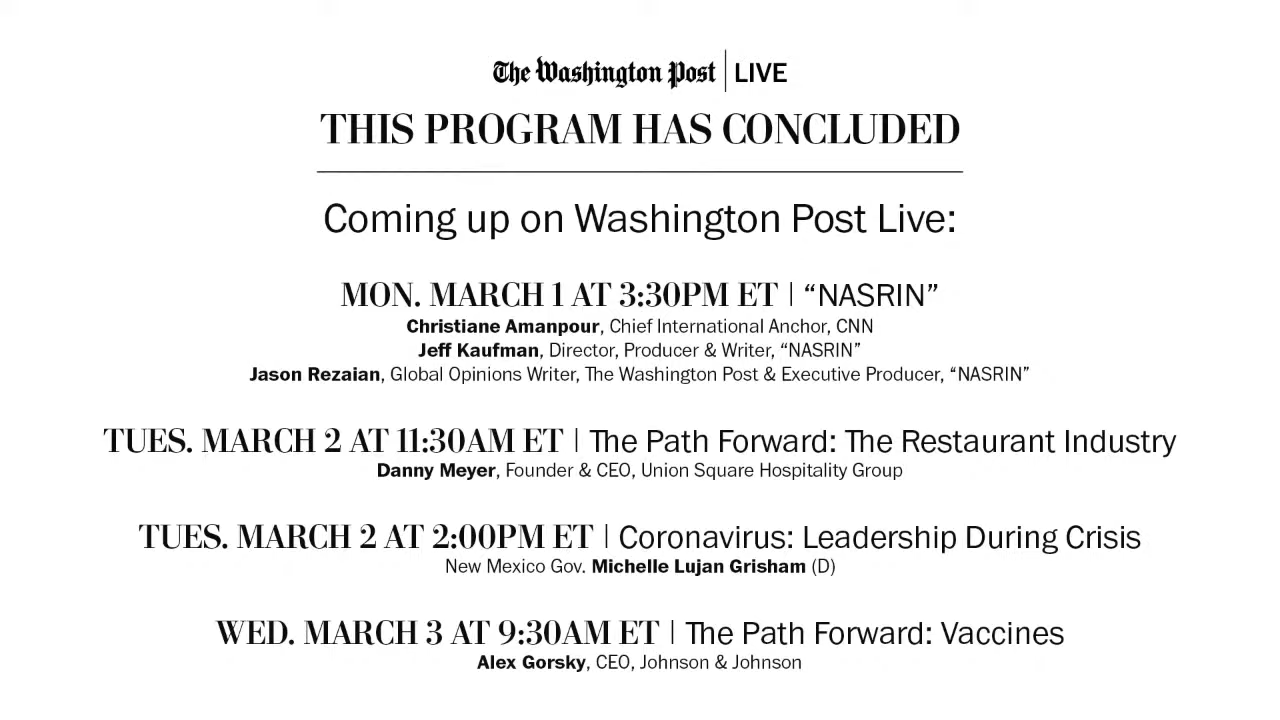 The Washington Post | LIVE
THIS PROGRAM HAS CONCLUDED
Coming up on Washington Post Live:
MON. MARCH 1 AT 3:30PM ET | “NASRIN”
Christiane Amanpour, Chief International Anchor, CNN
Jeff Kaufman, Director, Producer & Writer, “NASRIN”
Jason Rezaian, Global Opinions Writer, The Washington Post & Executive Producer, “NASRIN”
TUES. MARCH 2 AT 11:30AM ET | The Path Forward: The Restaurant Industry
Danny Meyer, Founder & CEO, Union Square Hospitality Group
TUES. MARCH 2 AT 2:00PM ET | Coronavirus: Leadership During Crisis
New Mexico Gov. Michelle Lujan Grisham (D)
WED. MARCH 3 AT 9:30AM ET | The Path Forward: Vaccines
Alex Gorsky, CEO, Johnson & Johnson